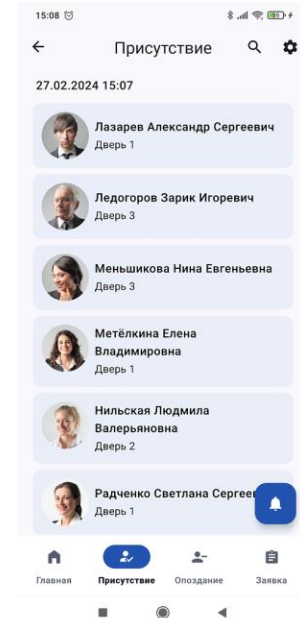 15:08
Присутствие
27.02.2024 15:07
Лазарев Александр Сергеевич
Дверь 1
Ледогоров Зарик Игоревич
Дверь 3
Меньшикова Нина Евгеньевна
Дверь 3
Метёлкина Елена
Владимировна
Дверь 1
Нильская Людмила
Валерьяновна
Дверь 2
Радченко Светлана
Дверь 1
Главная Присутствие Опоздание Заявка